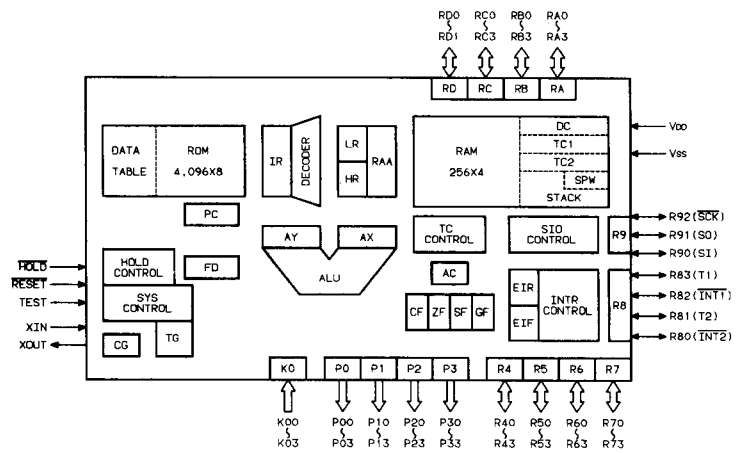 RD0 RC0 RB0 RA0
∼ ∼ ∼ ∼
RD1 RC3 RB3 RA3
RD RC RB RA
DATA
TABLE
ROM
4,096X8
IR
DECODER
LR
HR
RAA
RAM
256X4
DC
TC1
TC2
SPW
STACK
VDD
VSS
PC
AY
AX
ALU
TC
CONTROL
SIO
CONTROL
R9
R92(S̅C̅K̅)
R91(SO)
R90(SI)
H̅O̅L̅D̅
R̅E̅S̅E̅T̅
TEST
XIN
XOUT
HOLD
CONTROL
SYS
CONTROL
FD
CG
TG
AC
CF ZF SF GF
EIR
EIF
INTR
CONTROL
R8
R83(T1)
R82(I̅N̅T̅1̅)
R81(T2)
R80(I̅N̅T̅2̅)
K0 P0 P1 P2 P3 R4 R5 R6 R7
K00 P00 P10 P20 P30 R40 R50 R60 R70
∼ ∼ ∼ ∼ ∼ ∼ ∼ ∼ ∼
K03 P03 P13 P23 P33 R43 R53 R63 R73